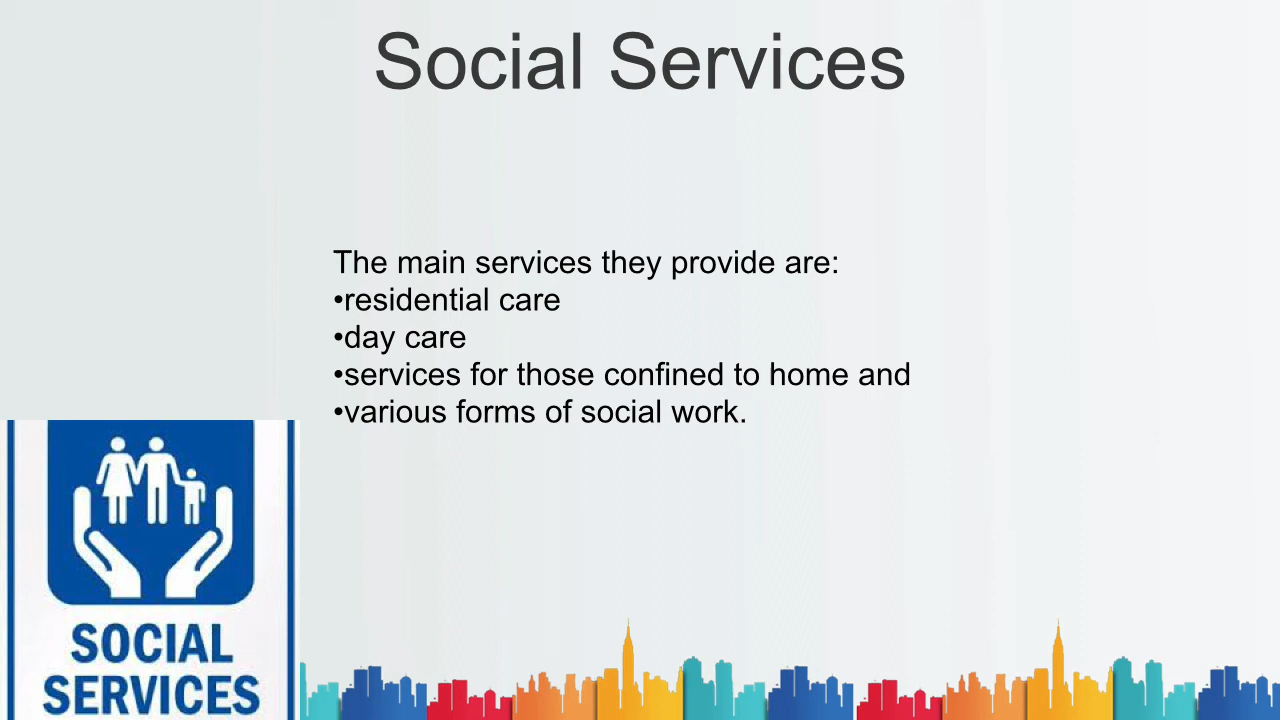 Social Services
The main services they provide are:
•residential care
•day care
•services for those confined to home and
•various forms of social work.
SOCIAL
SERVICES